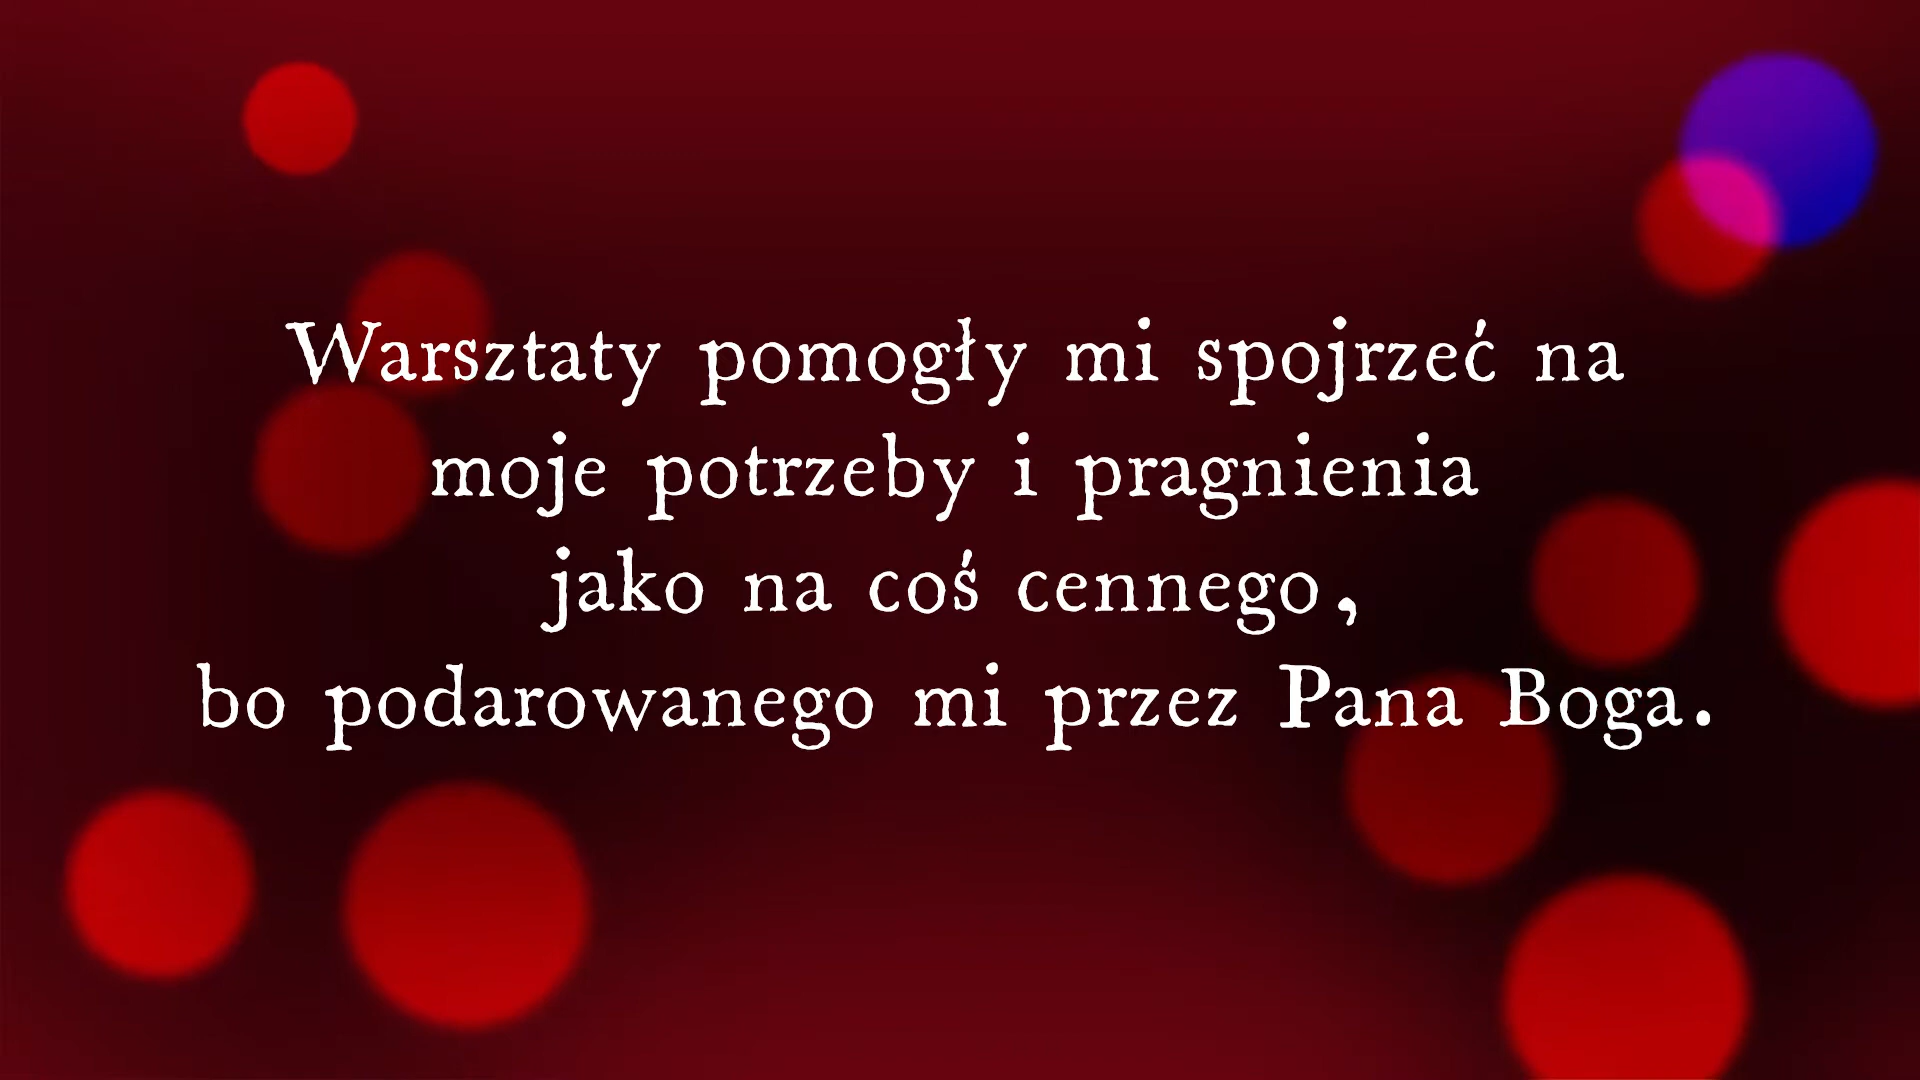 Warsztaty pomogły mi spojrzeć na
moje potrzeby i pragnienia
jako na coś cennego,
bo podarowanego mi przez Pana Boga.